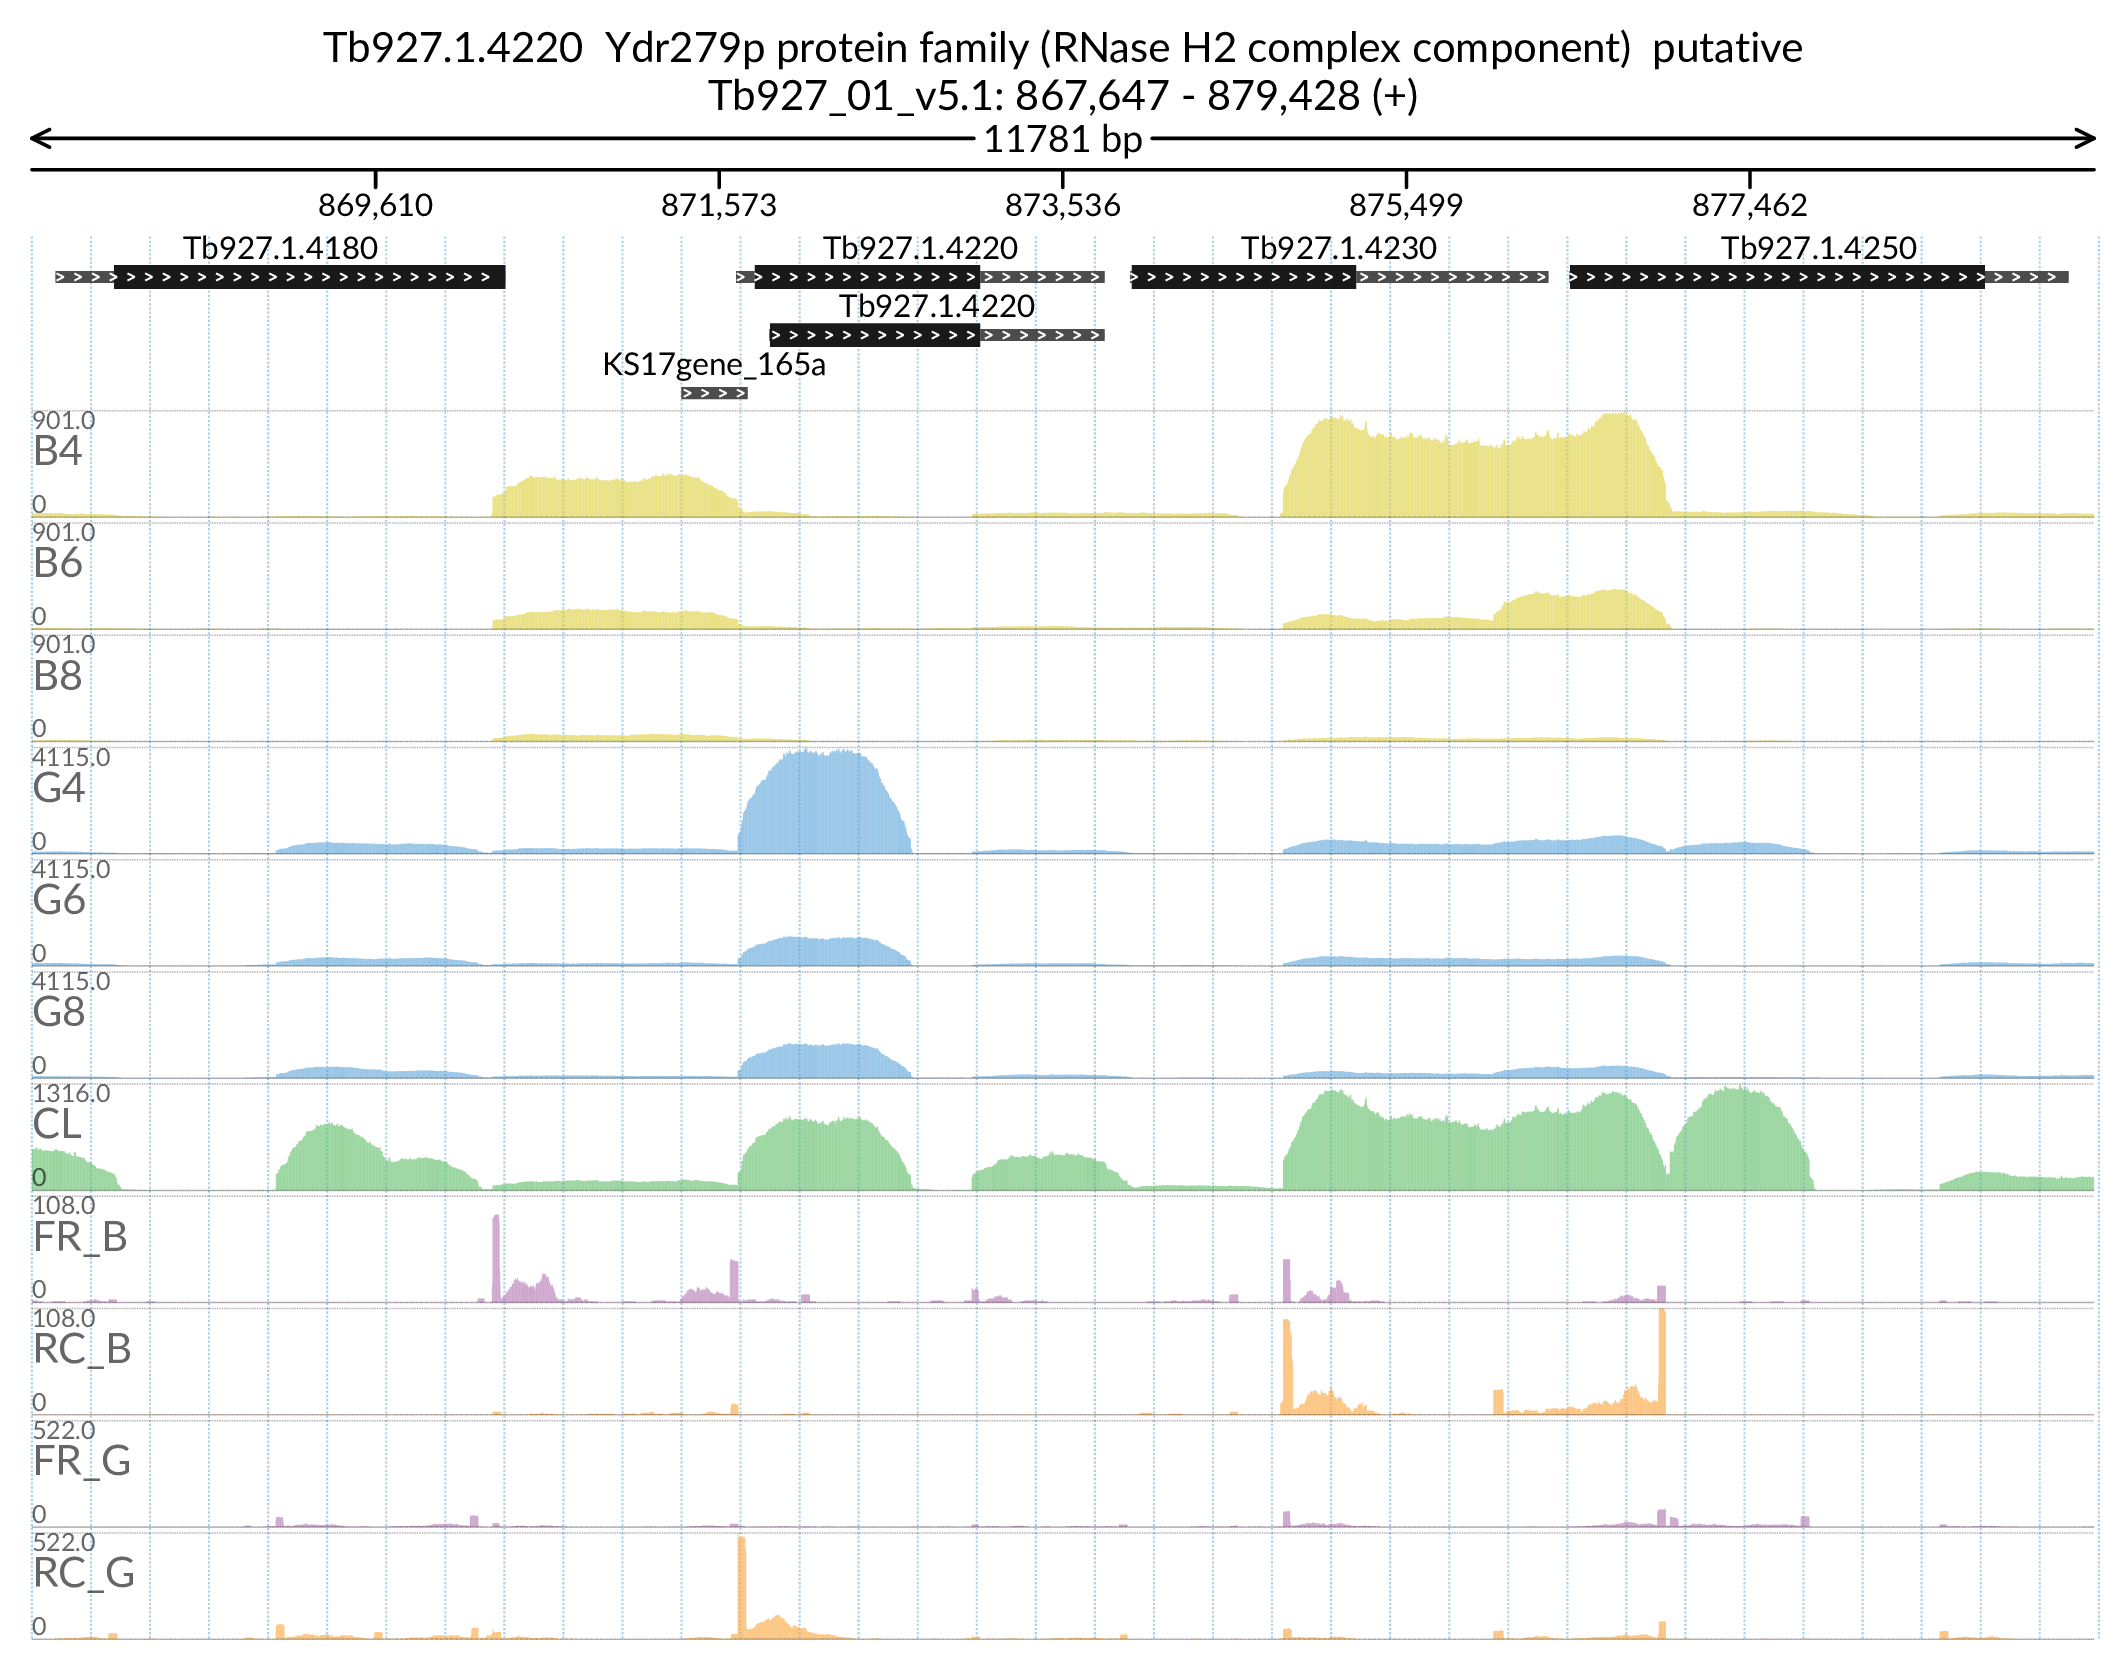 Tb927.1.4220  Ydr279p protein family (RNase H2 complex component)  putative
Tb927_01_v5.1: 867,647 - 879,428 (+)
11781 bp
869,610 871,573 873,536 875,499 877,462
Tb927.1.4180 Tb927.1.4220 Tb927.1.4230 Tb927.1.4250
Tb927.1.4220
KS17gene_165a
901.0
B4
0
901.0
B6
0
901.0
B8
0
4115.0
G4
0
4115.0
G6
0
4115.0
G8
0
1316.0
CL
0
108.0
FR_B
0
108.0
RC_B
0
522.0
FR_G
0
522.0
RC_G
0